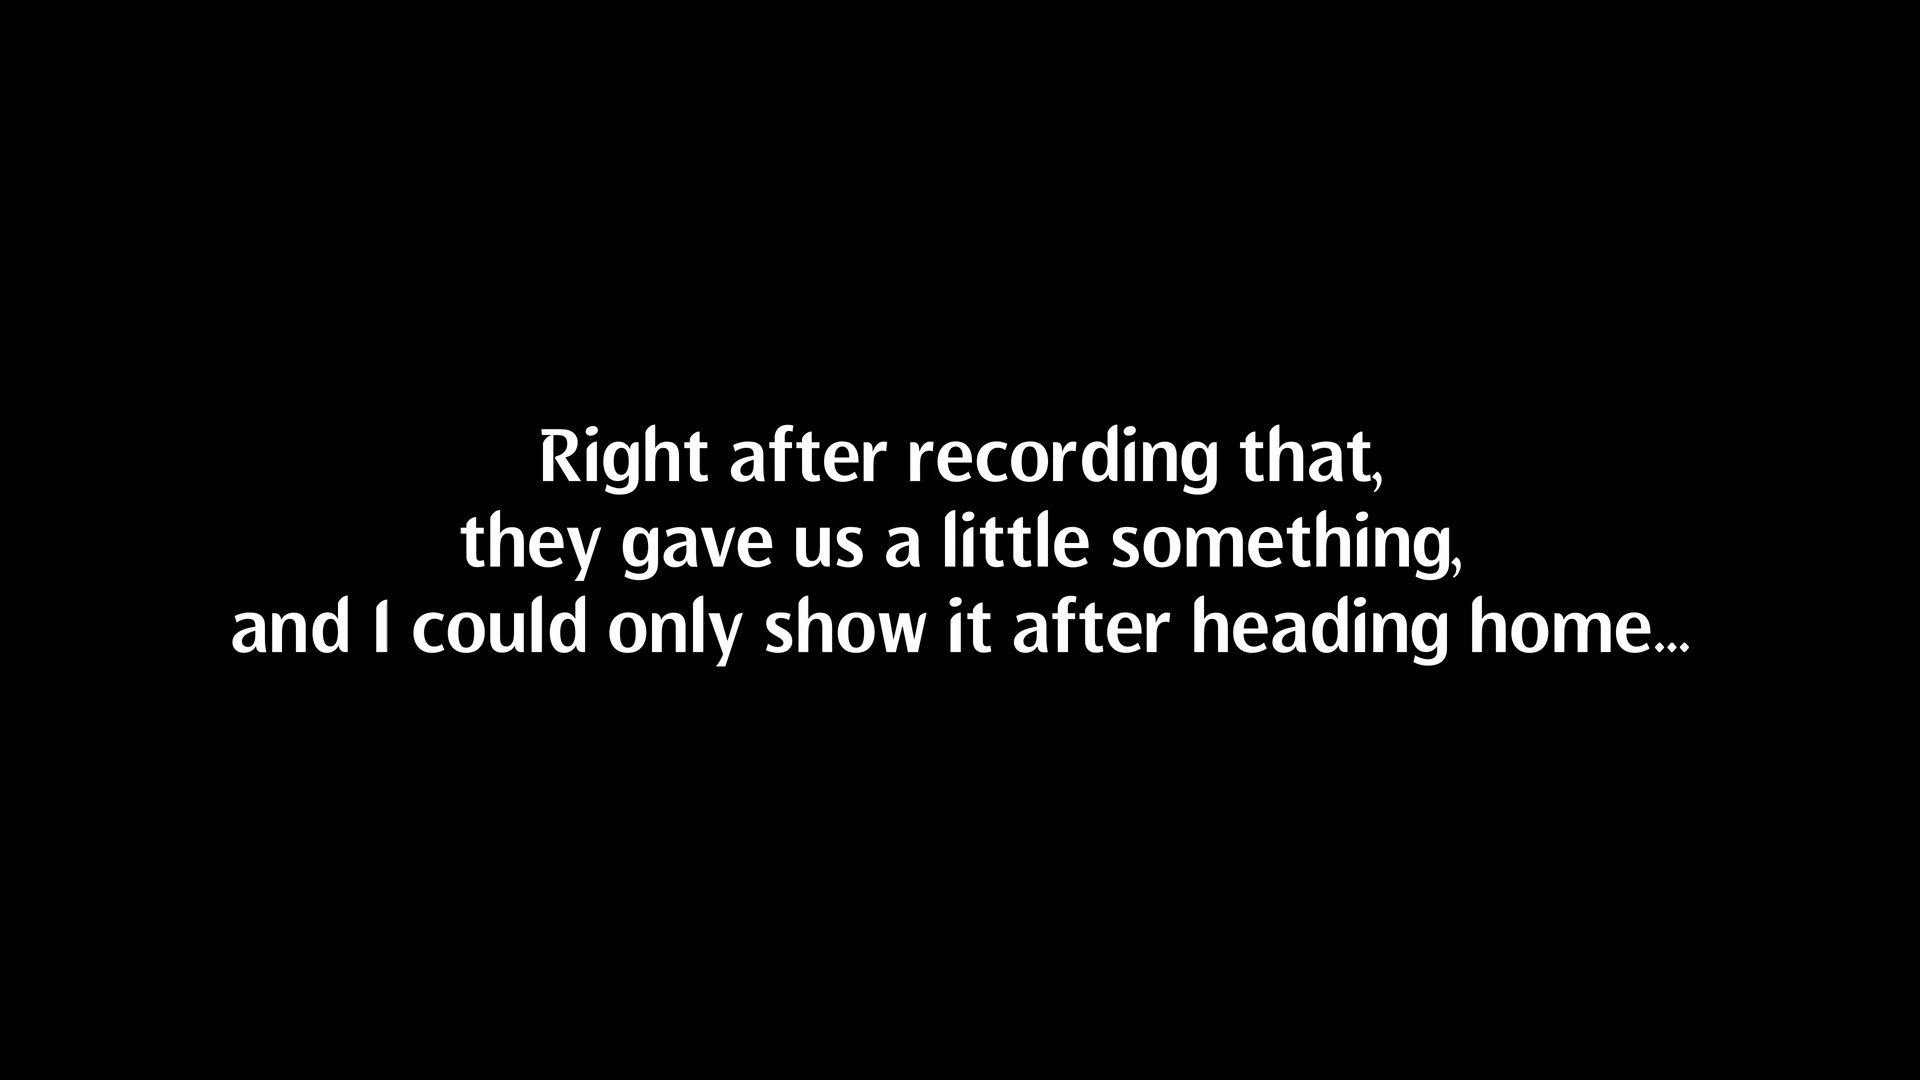 Right after recording that,
they gave us a little something,
and I could only show it after heading home...